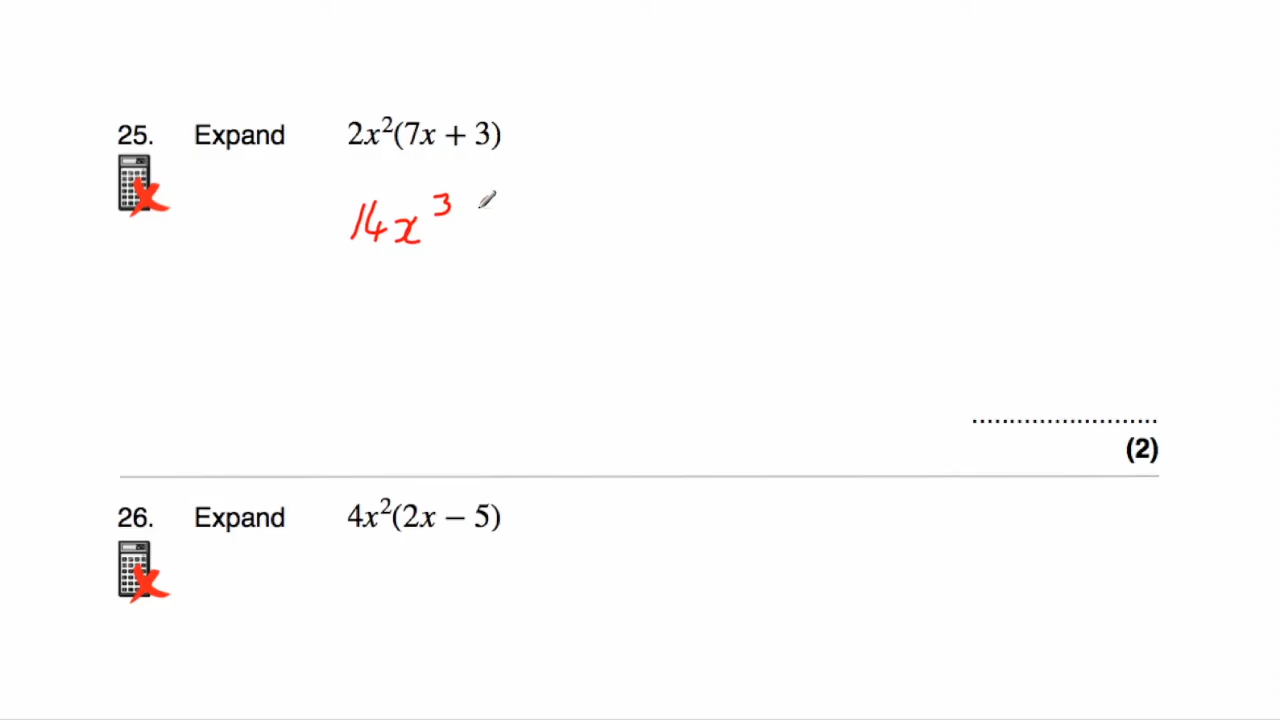 25. Expand 2x²(7x + 3)
14x³
........................
(2)
26. Expand 4x²(2x − 5)